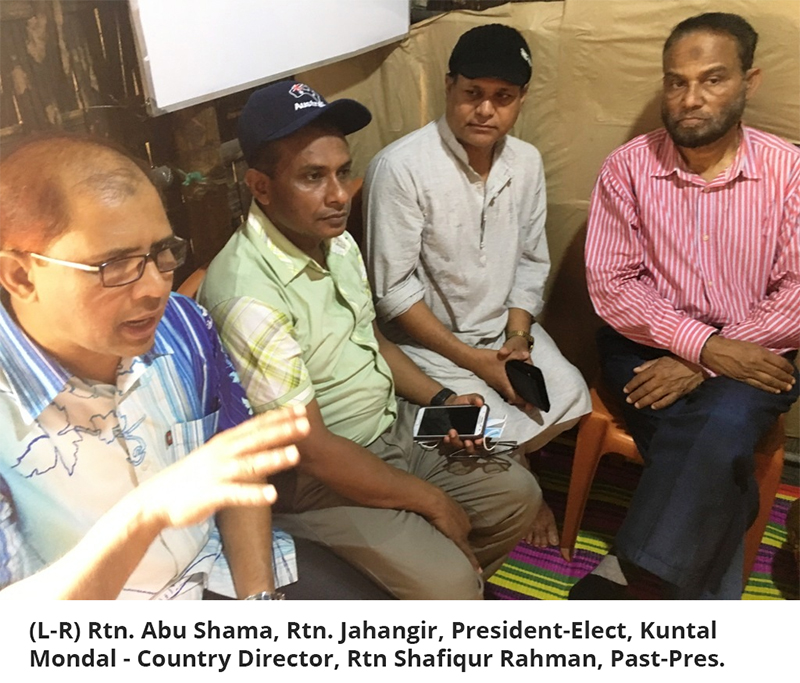 (L-R) Rtn. Abu Shama, Rtn. Jahangir, President-Elect, Kuntal
Mondal - Country Director, Rtn Shafiqur Rahman, Past-Pres.